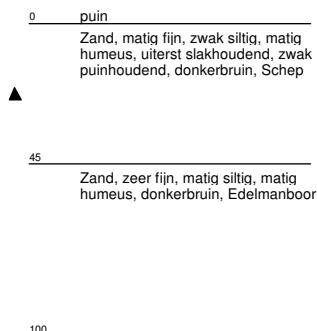 0 puin
Zand, matig fijn, zwak siltig, matig
humeus, uiterst slakhoudend, zwak
puinhoudend, donkerbruin, Schep
45
Zand, zeer fijn, matig siltig, matig
humeus, donkerbruin, Edelmanboor
100